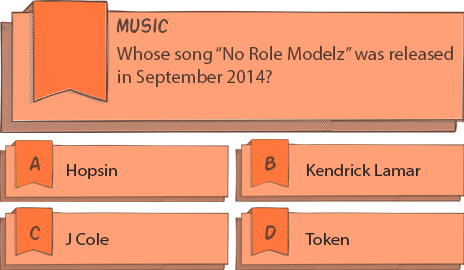 MUSIC
Whose song “No Role Modelz” was released
in September 2014?
A Hopsin
B Kendrick Lamar
C J Cole
D Token